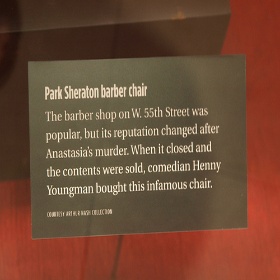 Park Sheraton barber chair
The barber shop on W. 55th Street was
popular, but its reputation changed after
Anastasia's murder. When it closed and
the contents were sold, comedian Henny
Youngman bought this infamous chair.
COURTESY ARTHUR NASH COLLECTION